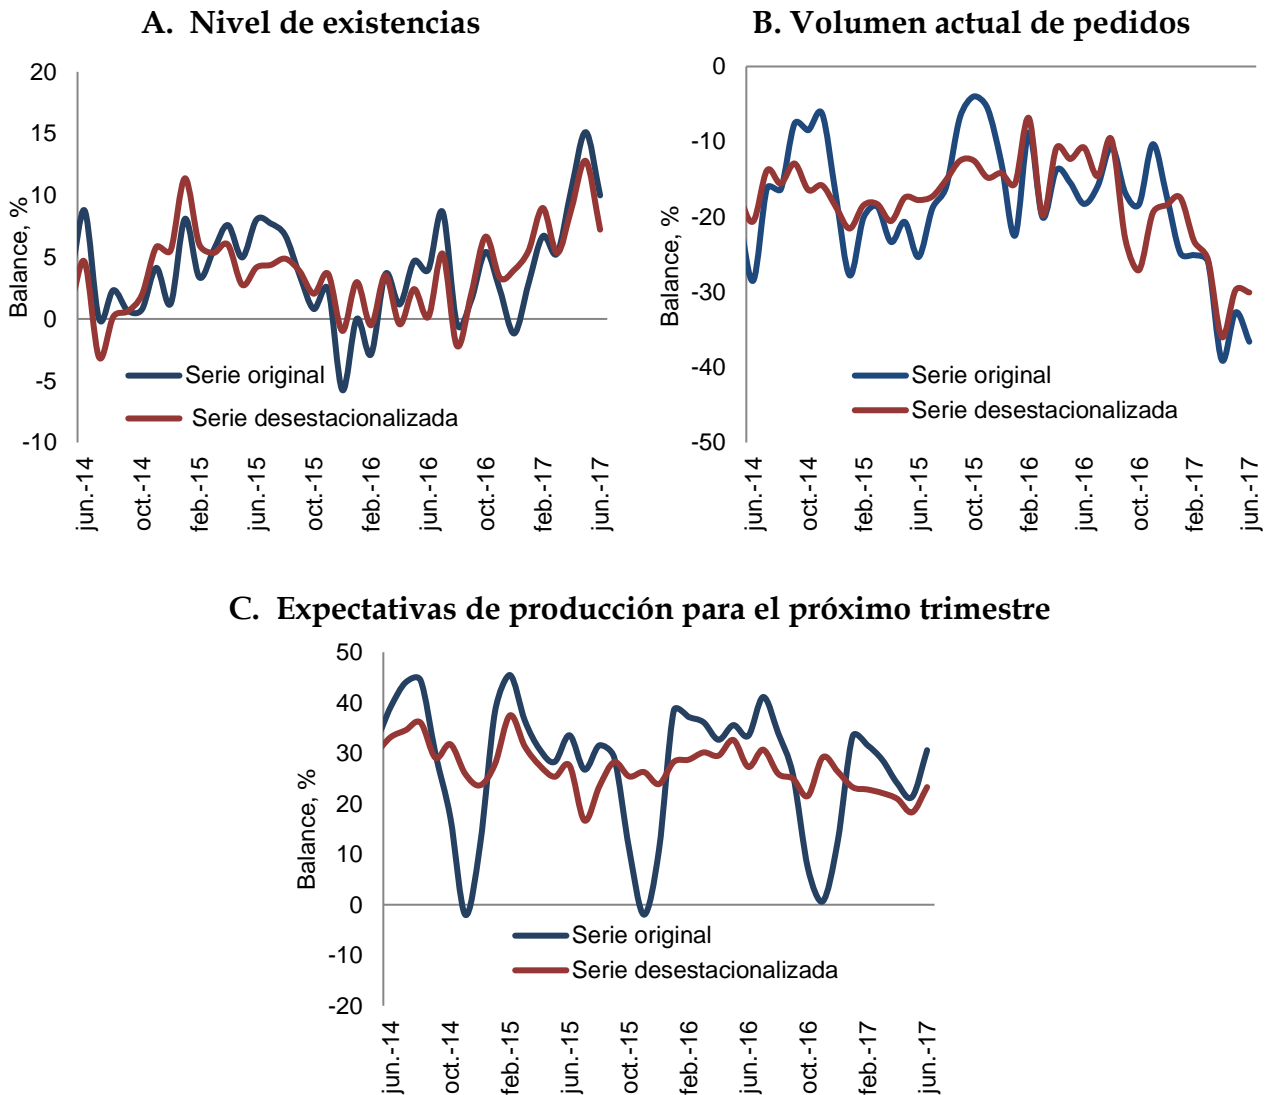 A. Nivel de existencias
20
15
10
5
0
-5
-10
Balance, %
Serie original
Serie desestacionalizada
jun.-14
oct.-14
feb.-15
jun.-15
oct.-15
feb.-16
jun.-16
oct.-16
feb.-17
jun.-17
B. Volumen actual de pedidos
0
-10
-20
-30
-40
-50
Balance, %
Serie original
Serie desestacionalizada
jun.-14
oct.-14
feb.-15
jun.-15
oct.-15
feb.-16
jun.-16
oct.-16
feb.-17
jun.-17
C. Expectativas de producción para el próximo trimestre
50
40
30
20
10
0
-10
-20
Balance, %
Serie original
Serie desestacionalizada
jun.-14
oct.-14
feb.-15
jun.-15
oct.-15
feb.-16
jun.-16
oct.-16
feb.-17
jun.-17